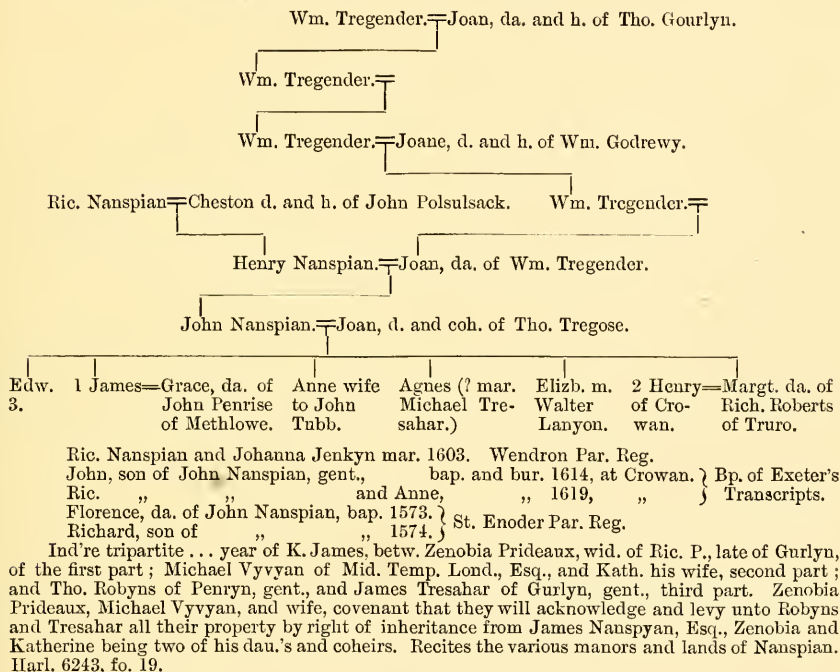 Wm. Tregender.=Joan, da. and h. of Tho. Gourlyn.
Wm. Tregender.=
Wm. Tregender.=Joane, d. and h. of Wm. Godrewy.
Ric. Nanspian=Cheston d. and h. of John Polsulsack. Wm. Tregender.=
Henry Nanspian.=Joan, da. of Wm. Tregender.
John Nanspian.=Joan, d. and coh. of Tho. Tregose.
Edw. 1 James=Grace, da. of Anne wife Agnes (? mar. Elizb. m. 2 Henry=Margt. da. of
3. John Penrise to John Michael Tre- Walter of Cro- Rich. Roberts
of Methlowe. Tubb. sahar.) Lanyon. wan. of Truro.
Ric. Nanspian and Johanna Jenkyn mar. 1603. Wendron Par. Reg.
John, son of John Nanspian, gent., bap. and bur. 1614, at Crowan. } Bp. of Exeter's
Ric. „ „ and Anne, „ 1619, „ } Transcripts.
Florence, da. of John Nanspian, bap. 1573. } St. Enoder Par. Reg.
Richard, son of „ „ 1574. }
Ind're tripartite ... year of K. James, betw. Zenobia Prideaux, wid. of Ric. P., late of Gurlyn,
of the first part ; Michael Vyvyan of Mid. Temp. Lond., Esq., and Kath. his wife, second part ;
and Tho. Robyns of Penryn, gent., and James Tresahar of Gurlyn, gent., third part. Zenobia
Prideaux, Michael Vyvyan, and wife, covenant that they will acknowledge and levy unto Robyns
and Tresahar all their property by right of inheritance from James Nanspyan, Esq., Zenobia and
Katherine being two of his dau.'s and coheirs. Recites the various manors and lands of Nanspian.
Harl. 6243, fo. 19.